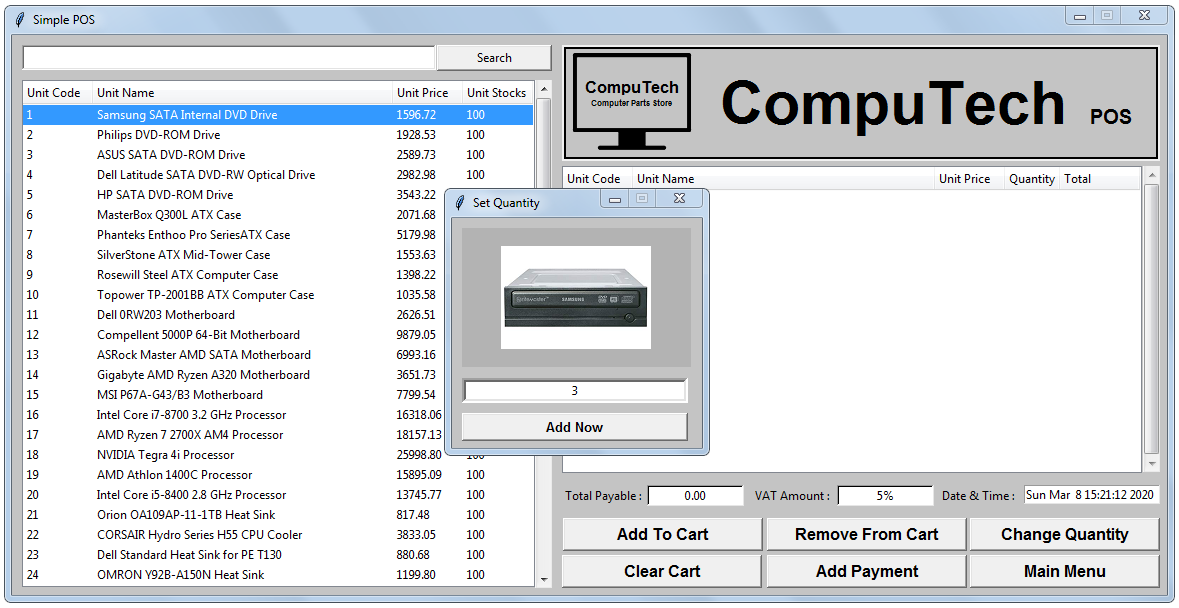 Simple POS
Search
Unit Code Unit Name Unit Price Unit Stocks
1 Samsung SATA Internal DVD Drive 1596.72 100
2 Philips DVD-ROM Drive 1928.53 100
3 ASUS SATA DVD-ROM Drive 2589.73 100
4 Dell Latitude SATA DVD-RW Optical Drive 2982.98 100
5 HP SATA DVD-ROM Drive 3543.22
6 MasterBox Q300L ATX Case 2071.68
7 Phanteks Enthoo Pro SeriesATX Case 5179.98
8 SilverStone ATX Mid-Tower Case 1553.63
9 Rosewill Steel ATX Computer Case 1398.22
10 Topower TP-2001BB ATX Computer Case 1035.58
11 Dell 0RW203 Motherboard 2626.51
12 Compellent 5000P 64-Bit Motherboard 9879.05
13 ASRock Master AMD SATA Motherboard 6993.16
14 Gigabyte AMD Ryzen A320 Motherboard 3651.73
15 MSI P67A-G43/B3 Motherboard 7799.54
16 Intel Core i7-8700 3.2 GHz Processor 16318.06
17 AMD Ryzen 7 2700X AM4 Processor 18157.13
18 NVIDIA Tegra 4i Processor 25998.80 100
19 AMD Athlon 1400C Processor 15895.09 100
20 Intel Core i5-8400 2.8 GHz Processor 13745.77 100
21 Orion OA109AP-11-1TB Heat Sink 817.48 100
22 CORSAIR Hydro Series H55 CPU Cooler 3833.05 100
23 Dell Standard Heat Sink for PE T130 880.68 100
24 OMRON Y92B-A150N Heat Sink 1199.80 100
CompuTech
Computer Parts Store
CompuTech POS
Unit Code Unit Name Unit Price Quantity Total
Set Quantity
SAMSUNG
3
Add Now
Total Payable : 0.00 VAT Amount : 5% Date & Time : Sun Mar 8 15:21:12 2020
Add To Cart Remove From Cart Change Quantity
Clear Cart Add Payment Main Menu